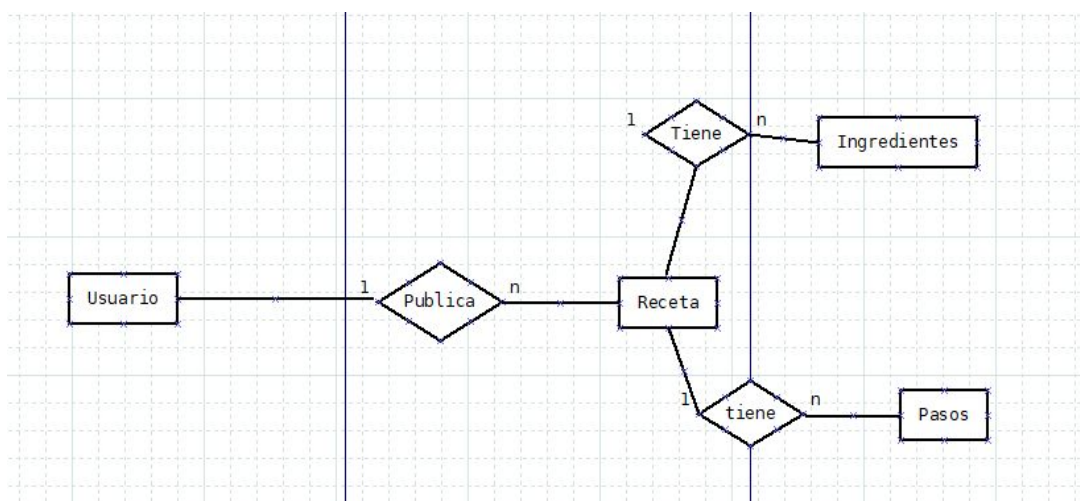 1
Tiene
n
Ingredientes
Usuario
1
Publica
n
Receta
1
tiene
n
Pasos